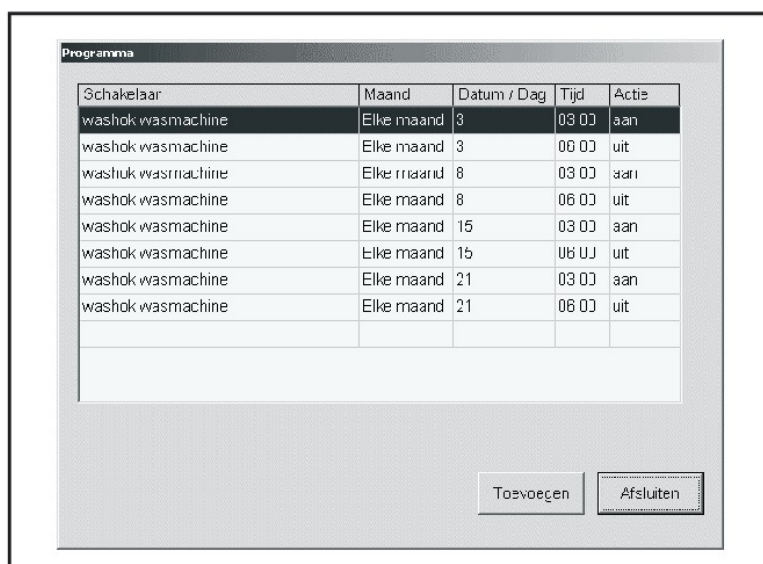 Programma
Schakelaar Maand Datum / Dag Tijd Actie
washok wasmachine Elke maand 3 03 00 aan
washok wasmachine Elke maand 3 06 00 uit
washok wasmachine Elke maand 8 03 00 aan
washok wasmachine Elke maand 8 06 00 uit
washok wasmachine Elke maand 15 03 00 aan
washok wasmachine Elke maand 15 06 00 uit
washok wasmachine Elke maand 21 03 00 aan
washok wasmachine Elke maand 21 06 00 uit
Toevoegen Afsluiten